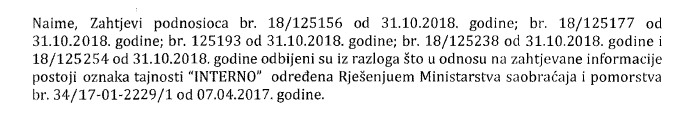 Naime, Zahtjevi podnosioca br. 18/125156 od 31.10.2018. godine; br. 18/125177 od
31.10.2018. godine; br. 125193 od 31.10.2018. godine; br. 18/125238 od 31.10.2018. godine i
18/125254 od 31.10.2018. godine odbijeni su iz razloga što u odnosu na zahtjevane informacije
postoji oznaka tajnosti “INTERNO” određena Rješenjuem Ministarstva saobraćaja i pomorstva
br. 34/17-01-2229/1 od 07.04.2017. godine.